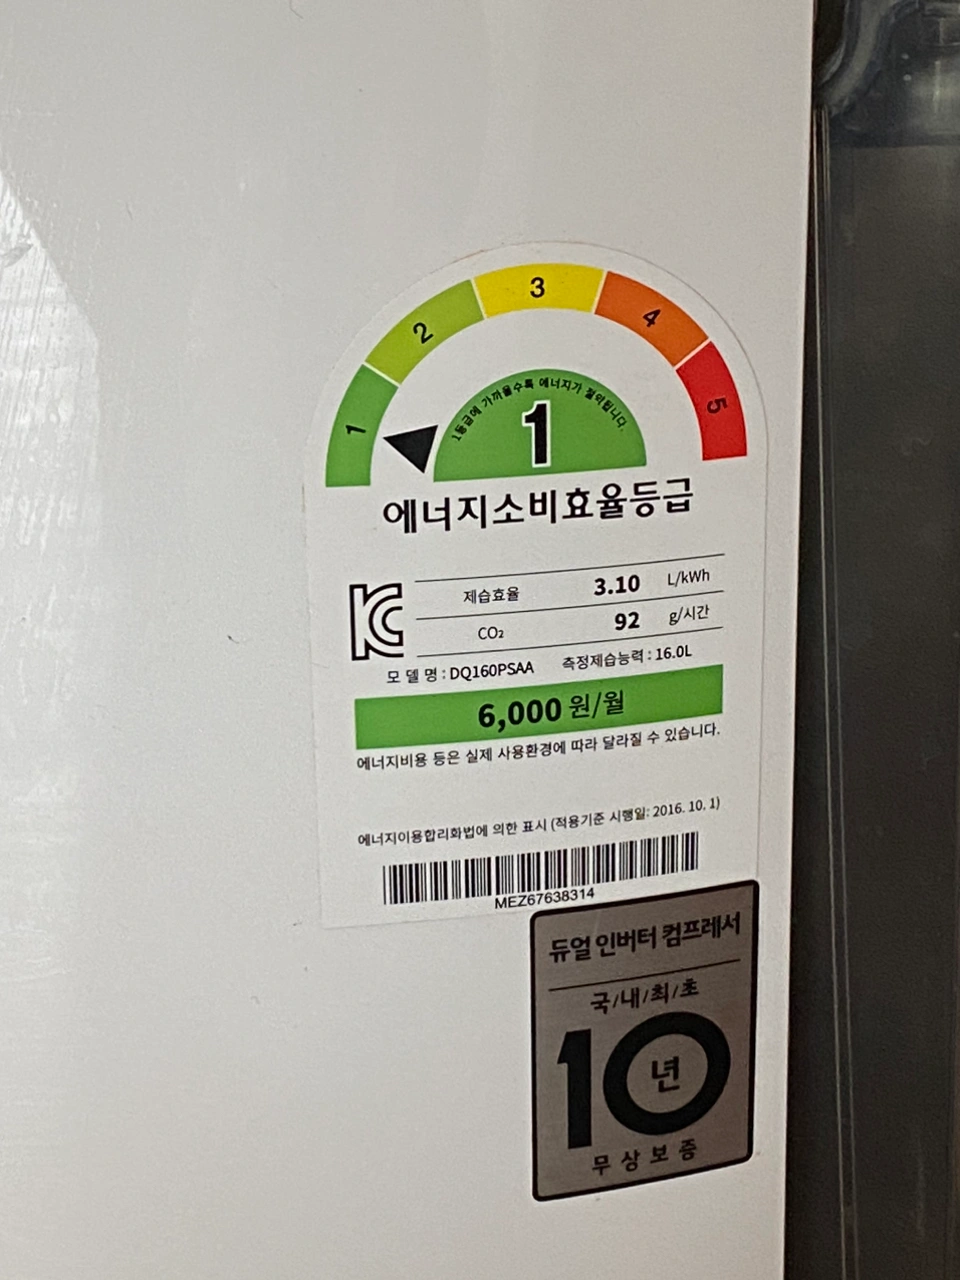 1 2 3 4 5
1등급에 가까울수록 에너지가 절약됩니다.
1
에너지소비효율등급
제습효율 3.10 L/kWh
CO₂ 92 g/시간
모 델 명 : DQ160PSAA 측정제습능력 : 16.0L
6,000 원/월
에너지비용 등은 실제 사용환경에 따라 달라질 수 있습니다.
에너지이용합리화법에 의한 표시 (적용기준 시행일: 2016. 10. 1)
MEZ67638314
듀얼 인버터 컴프레서
국/내/최/초
10년
무 상 보 증